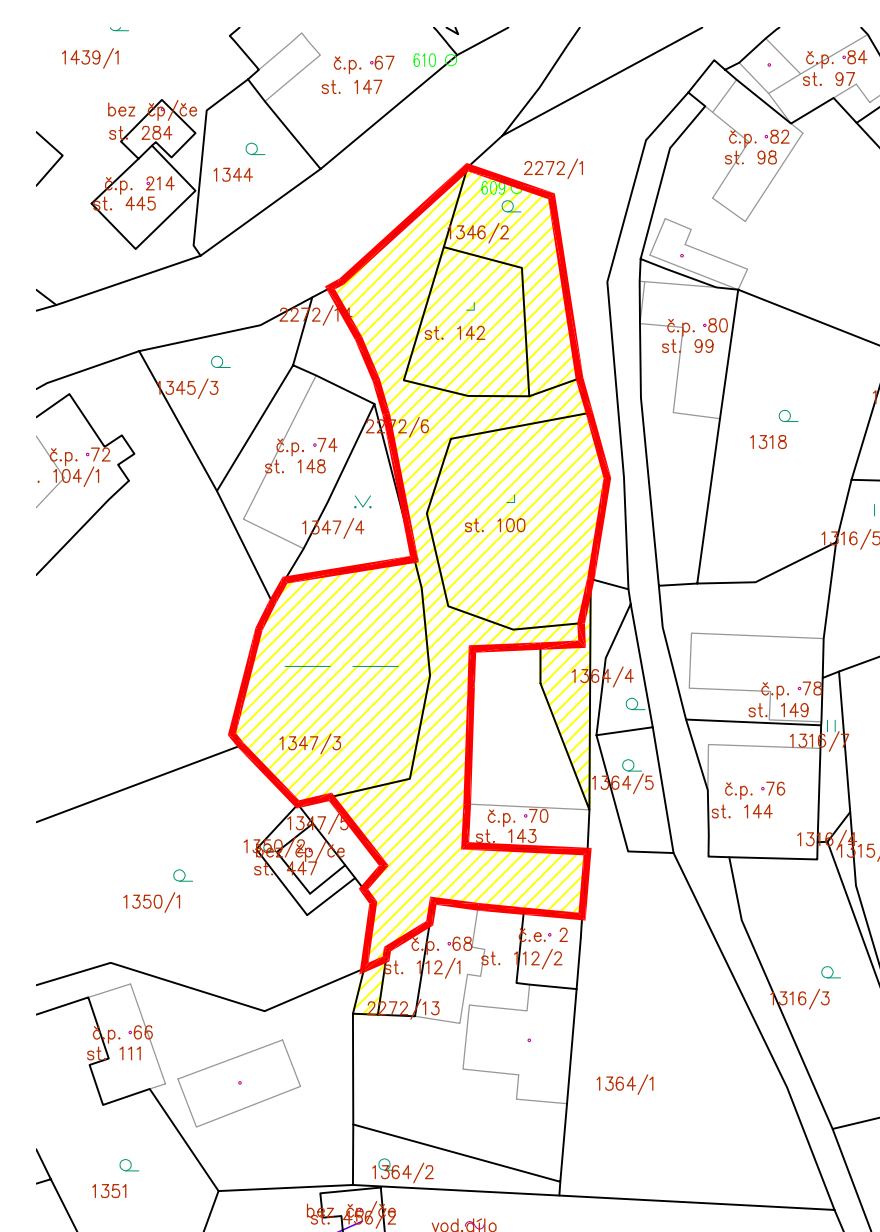 1439/1
č.p. 67
st. 147
610
č.p. 84
st. 97
bez čp/če
st. 284
č.p. 82
st. 98
2272/1
1344
č.p. 214
st. 445
609
1346/2
2272/14
st. 142
č.p. 80
st. 99
1345/3
2272/6
1318
č.p. 72
104/1
č.p. 74
st. 148
1347/4
st. 100
1316/5
1364/4
č.p. 78
st. 149
1347/3
1316/7
1364/5
č.p. 76
st. 144
1347/5
č.p. 70
st. 143
1316/4
bez čp/če
st. 447
1350/1
č.p. 68
st. 112/1
č.e. 2
st. 112/2
1316/3
2272/13
č.p. 66
st. 111
1364/1
1364/2
1351
bez čp/če
st. 456/2